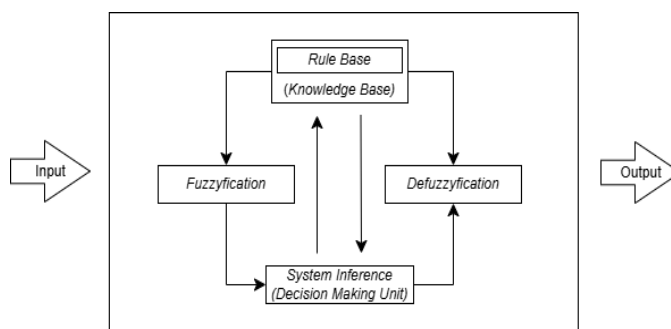 Rule Base
(Knowledge Base)
Input
Fuzzyfication
Defuzzyfication
Output
System Inference
(Decision Making Unit)